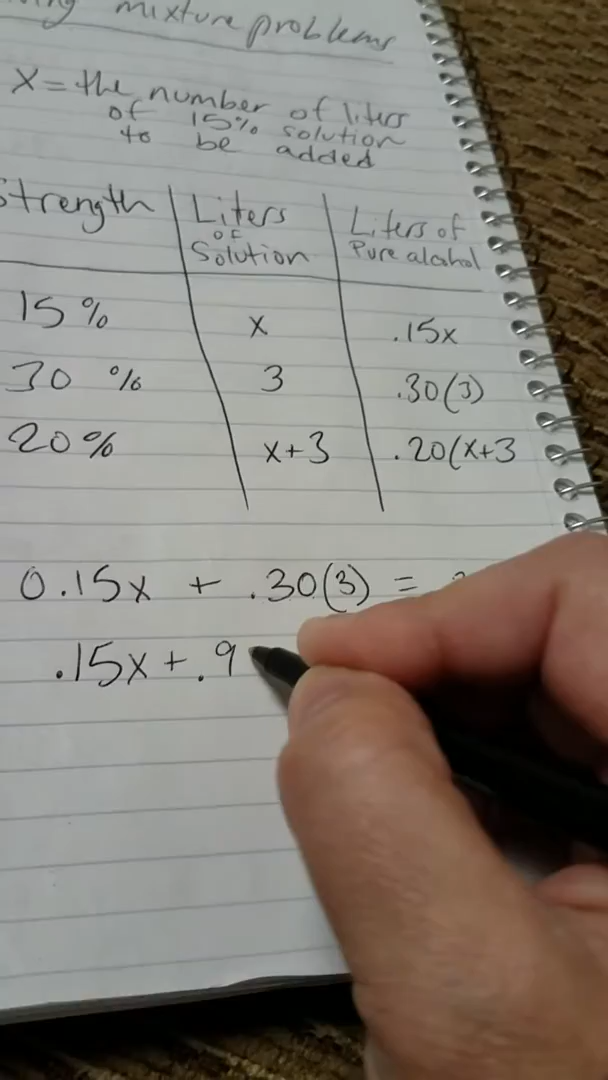 mixture problems
X = the number of liters
of 15% solution
to be added
Strength Liters of Solution Liters of Pure alcahol
15% x .15x
30 % 3 .30(3)
20% x+3 .20(x+3
0.15x + .30(3) =
.15x + .9